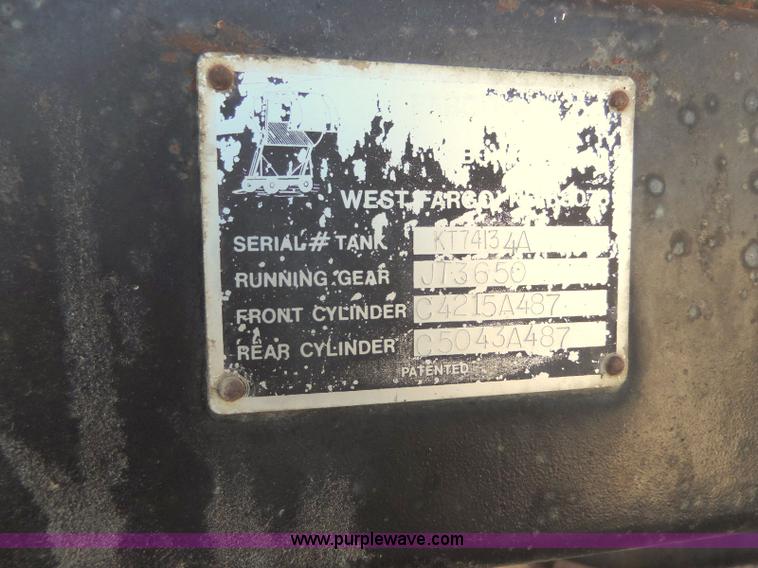 WEST FARGO
SERIAL# TANK KT74134A
RUNNING GEAR JT3650
FRONT CYLINDER C4215A487
REAR CYLINDER C5043A487
PATENTED
www.purplewave.com